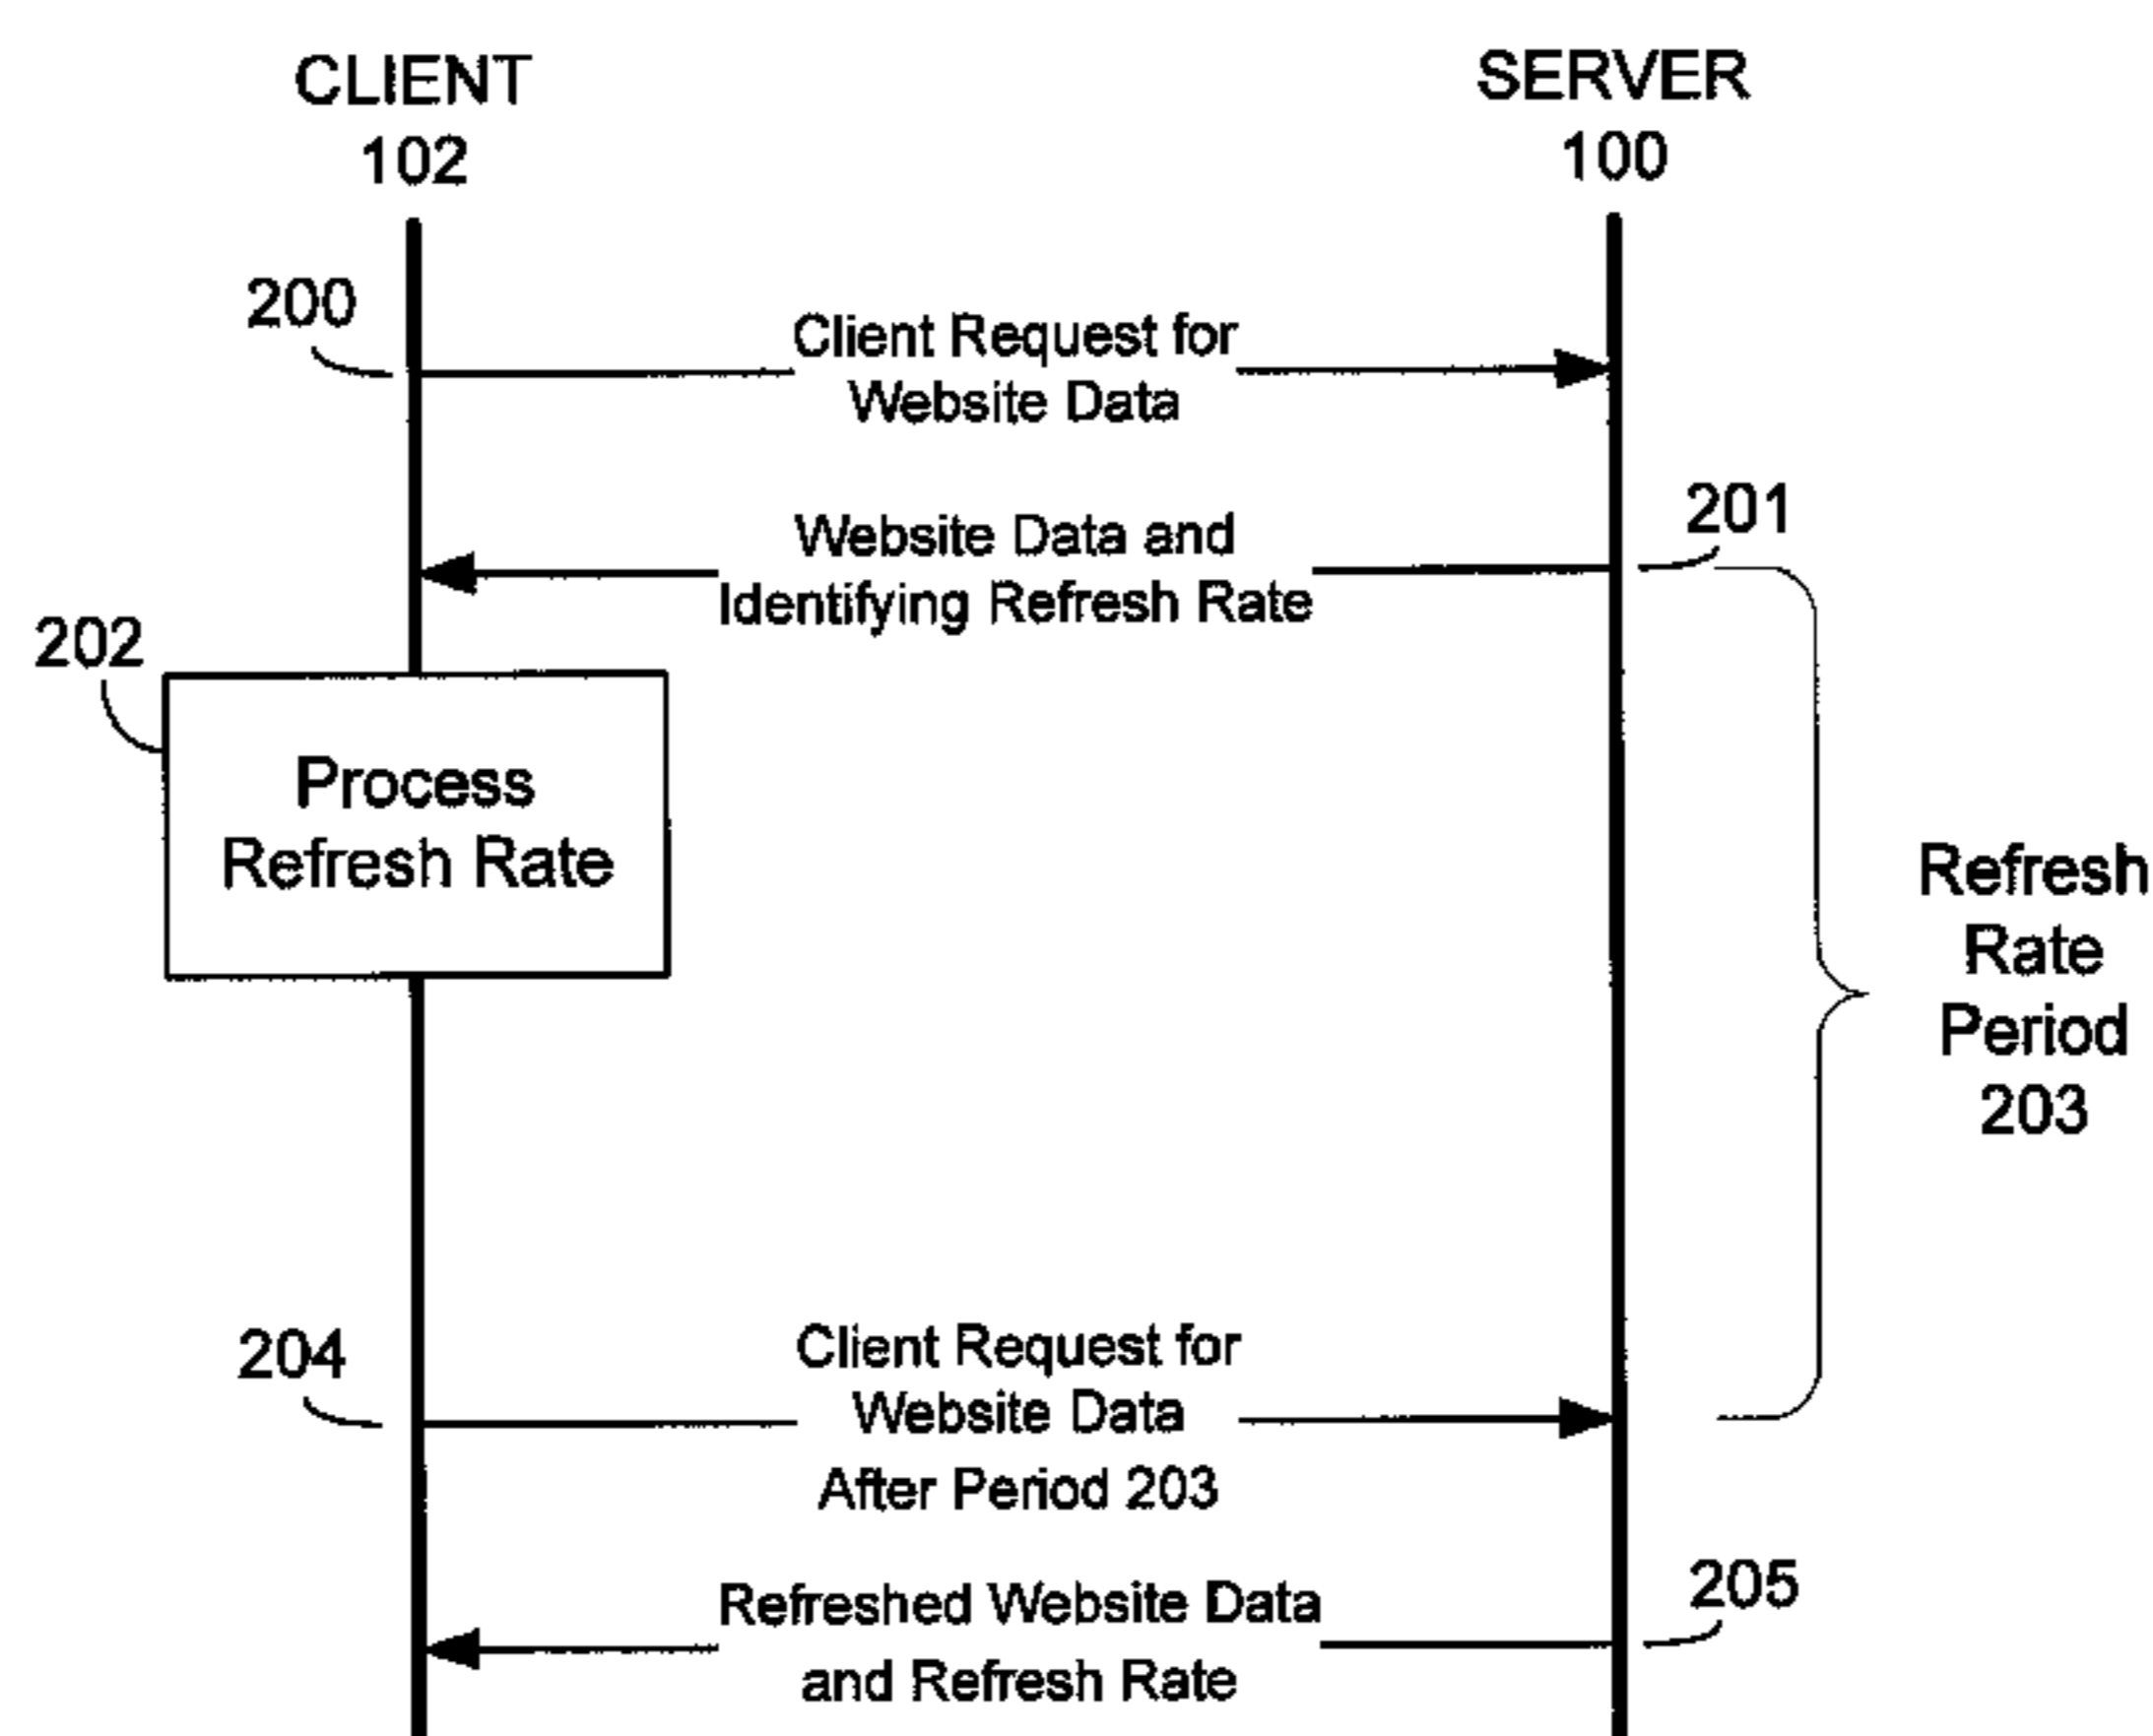 CLIENT
102
SERVER
100
200
Client Request for
Website Data
201
Website Data and
Identifying Refresh Rate
202
Process
Refresh Rate
Refresh
Rate
Period
203
204
Client Request for
Website Data
After Period 203
205
Refreshed Website Data
and Refresh Rate